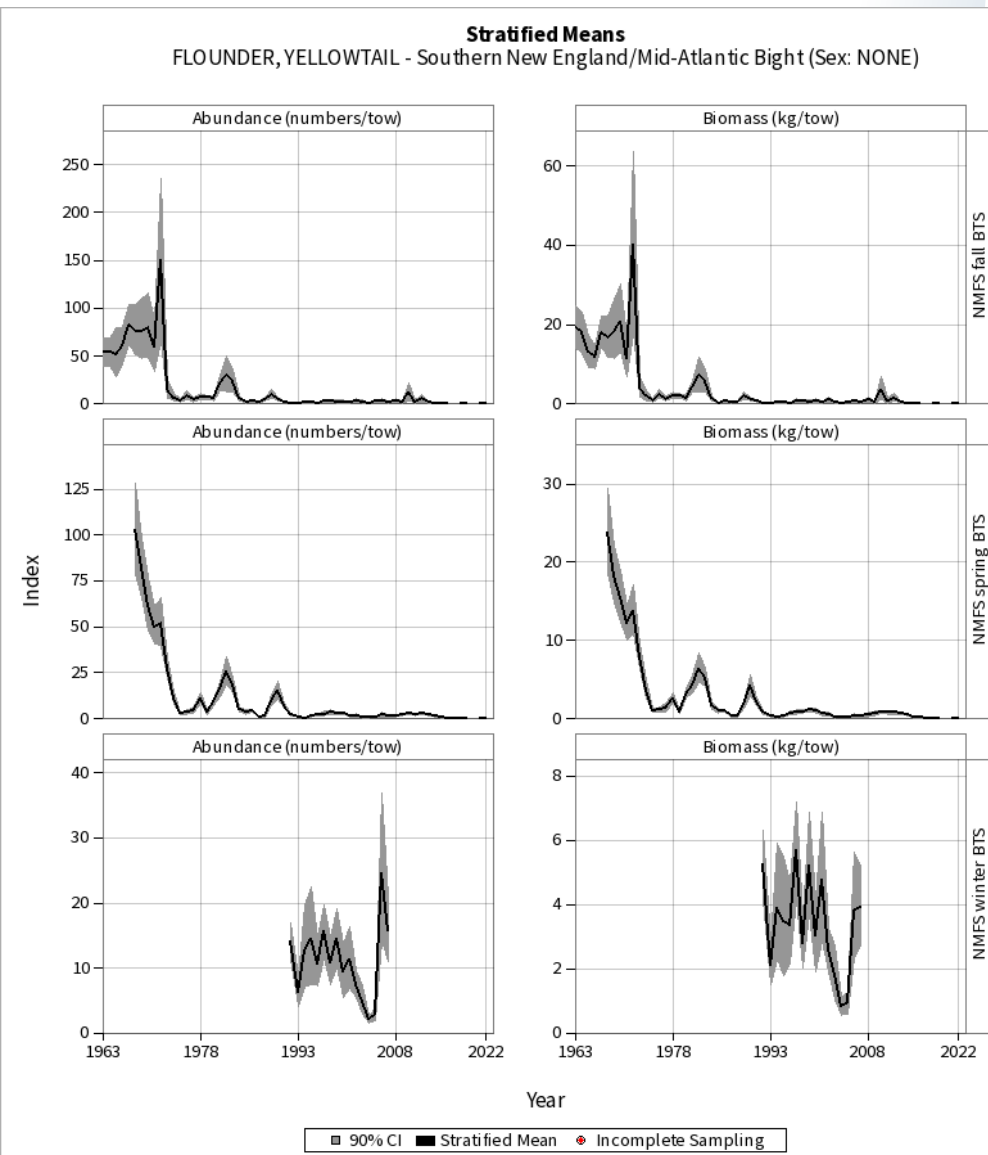 Stratified Means
FLOUNDER, YELLOWTAIL - Southern New England/Mid-Atlantic Bight (Sex: NONE)
Abundance (numbers/tow)
Biomass (kg/tow)
250
200
150
100
50
0
60
40
20
0
NMFS fall BTS
Abundance (numbers/tow)
Biomass (kg/tow)
125
100
75
50
25
0
30
20
10
0
NMFS spring BTS
Index
Abundance (numbers/tow)
Biomass (kg/tow)
40
30
20
10
0
8
6
4
2
0
NMFS winter BTS
1963 1978 1993 2008 2022
1963 1978 1993 2008 2022
Year
90% CI Stratified Mean Incomplete Sampling